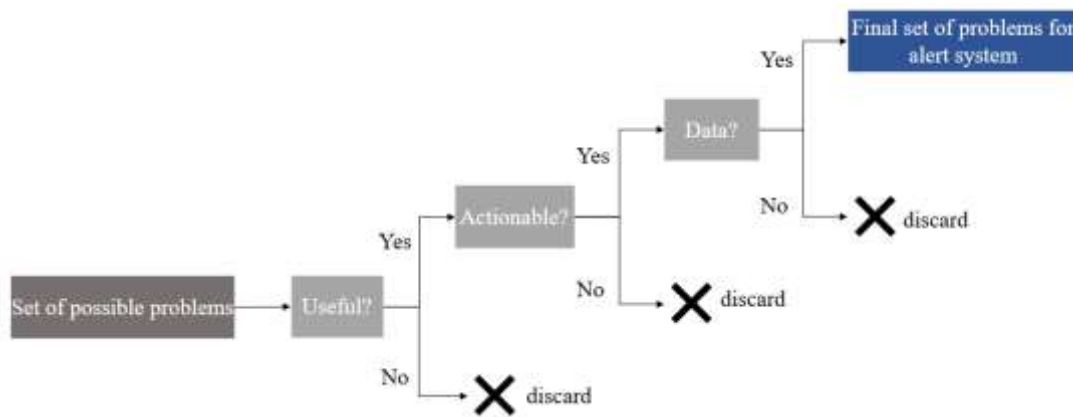 Final set of problems for
alert system
Yes
Data?
Yes
No
discard
Actionable?
Yes
No
discard
Set of possible problems
Useful?
No
discard